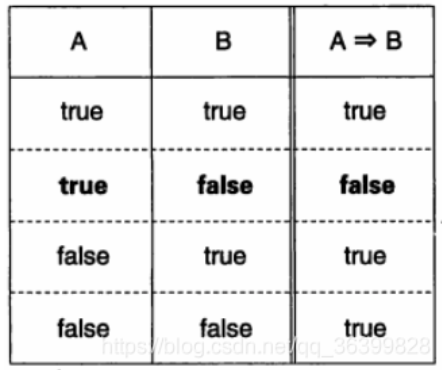 A B A ⇒ B
true true true
true false false
false true true
false false true
https://blog.csdn.net/qq_36399828